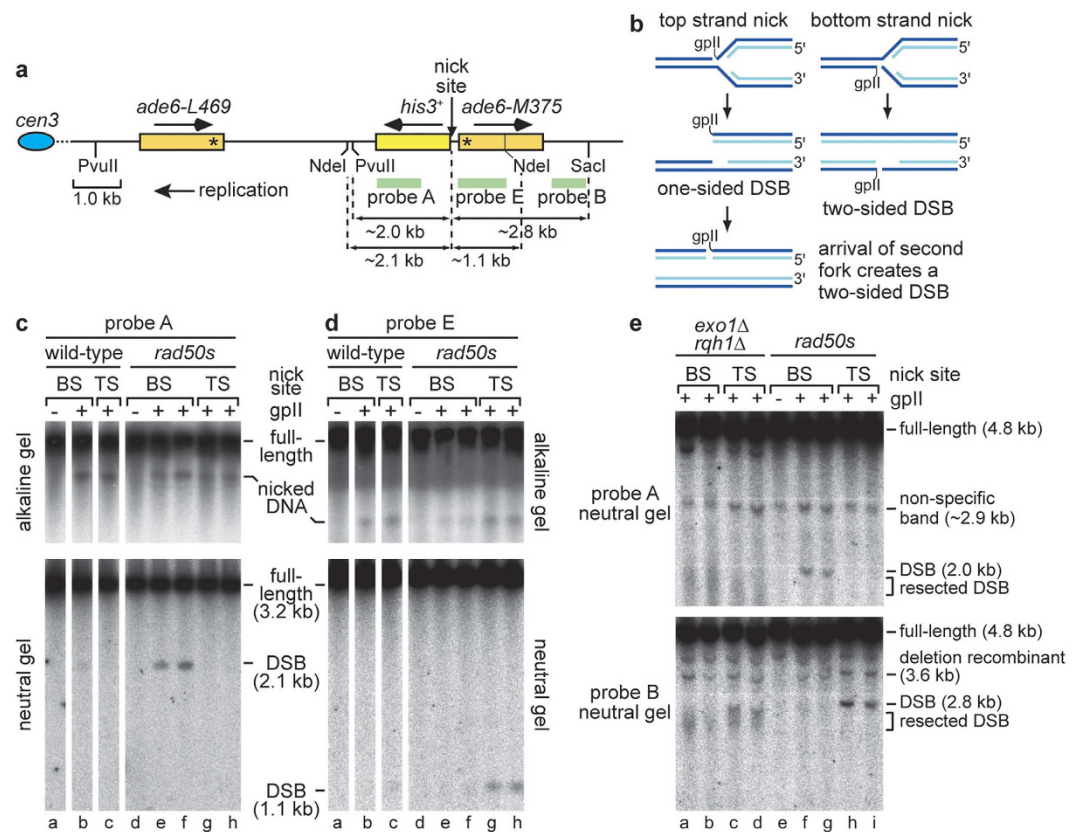 a
nick
site
ade6-L469
his3+
ade6-M375
cen3
*
*
PvuII
NdeI
PvuII
NdeI
SacI
1.0 kb
replication
probe A
probe E
probe B
~2.0 kb
~2.8 kb
~2.1 kb
~1.1 kb
b
top strand nick
bottom strand nick
gpII
5'
3'
gpII
5'
3'
gpII
5'
3'
one-sided DSB
5'
3'
gpII
two-sided DSB
gpII
5'
3'
arrival of second
fork creates a
two-sided DSB
c
probe A
wild-type
rad50s
BS
TS
BS
TS
- + + - + + + +
alkaline gel
neutral gel
a b c d e f g h
nick
site
gpII
full-
length
nicked
DNA
full-
length
(3.2 kb)
DSB
(2.1 kb)
DSB
(1.1 kb)
d
probe E
wild-type
rad50s
BS
TS
BS
TS
- + + - + + + +
alkaline gel
neutral gel
a b c d e f g h
e
exo1Δ
rqh1Δ
rad50s
BS
TS
BS
TS
nick site
+ + + + - + + + +
gpII
probe A
neutral gel
full-length (4.8 kb)
non-specific
band (~2.9 kb)
DSB (2.0 kb)
resected DSB
probe B
neutral gel
full-length (4.8 kb)
deletion recombinant
(3.6 kb)
DSB (2.8 kb)
resected DSB
a b c d e f g h i